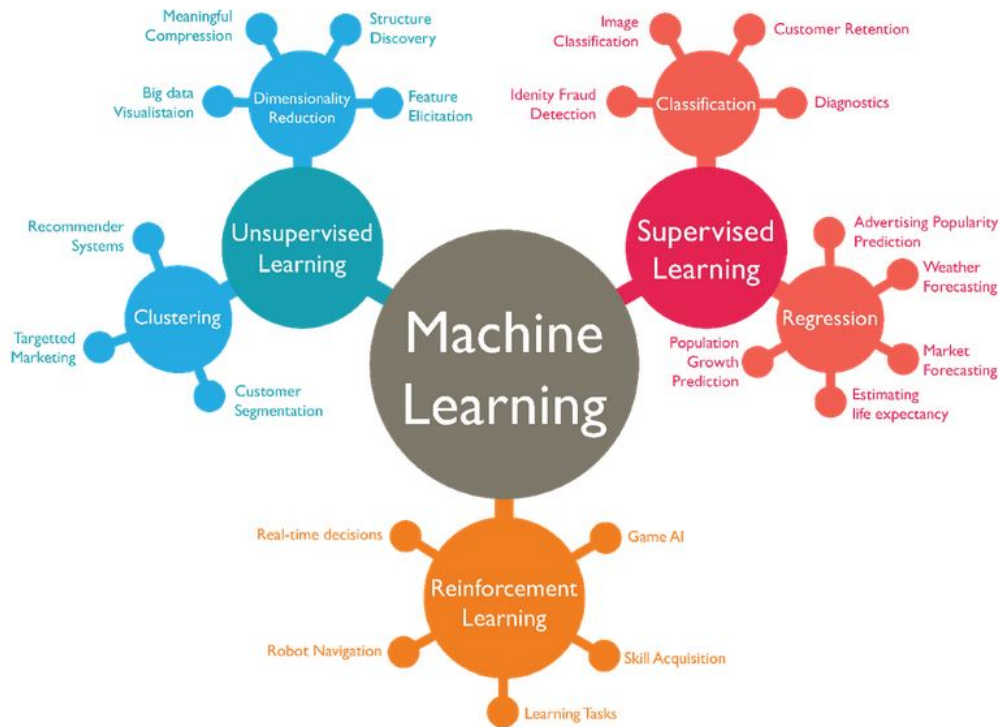 Meaningful
Compression
Structure
Discovery
Big data
Visualistaion
Dimensionality
Reduction
Feature
Elicitation
Unsupervised
Learning
Recommender
Systems
Clustering
Targetted
Marketing
Customer
Segmentation
Machine
Learning
Image
Classification
Customer Retention
Idenity Fraud
Detection
Classification
Diagnostics
Supervised
Learning
Advertising Popularity
Prediction
Weather
Forecasting
Regression
Population
Growth
Prediction
Market
Forecasting
Estimating
life expectancy
Real-time decisions
Game AI
Reinforcement
Learning
Robot Navigation
Skill Acquisition
Learning Tasks